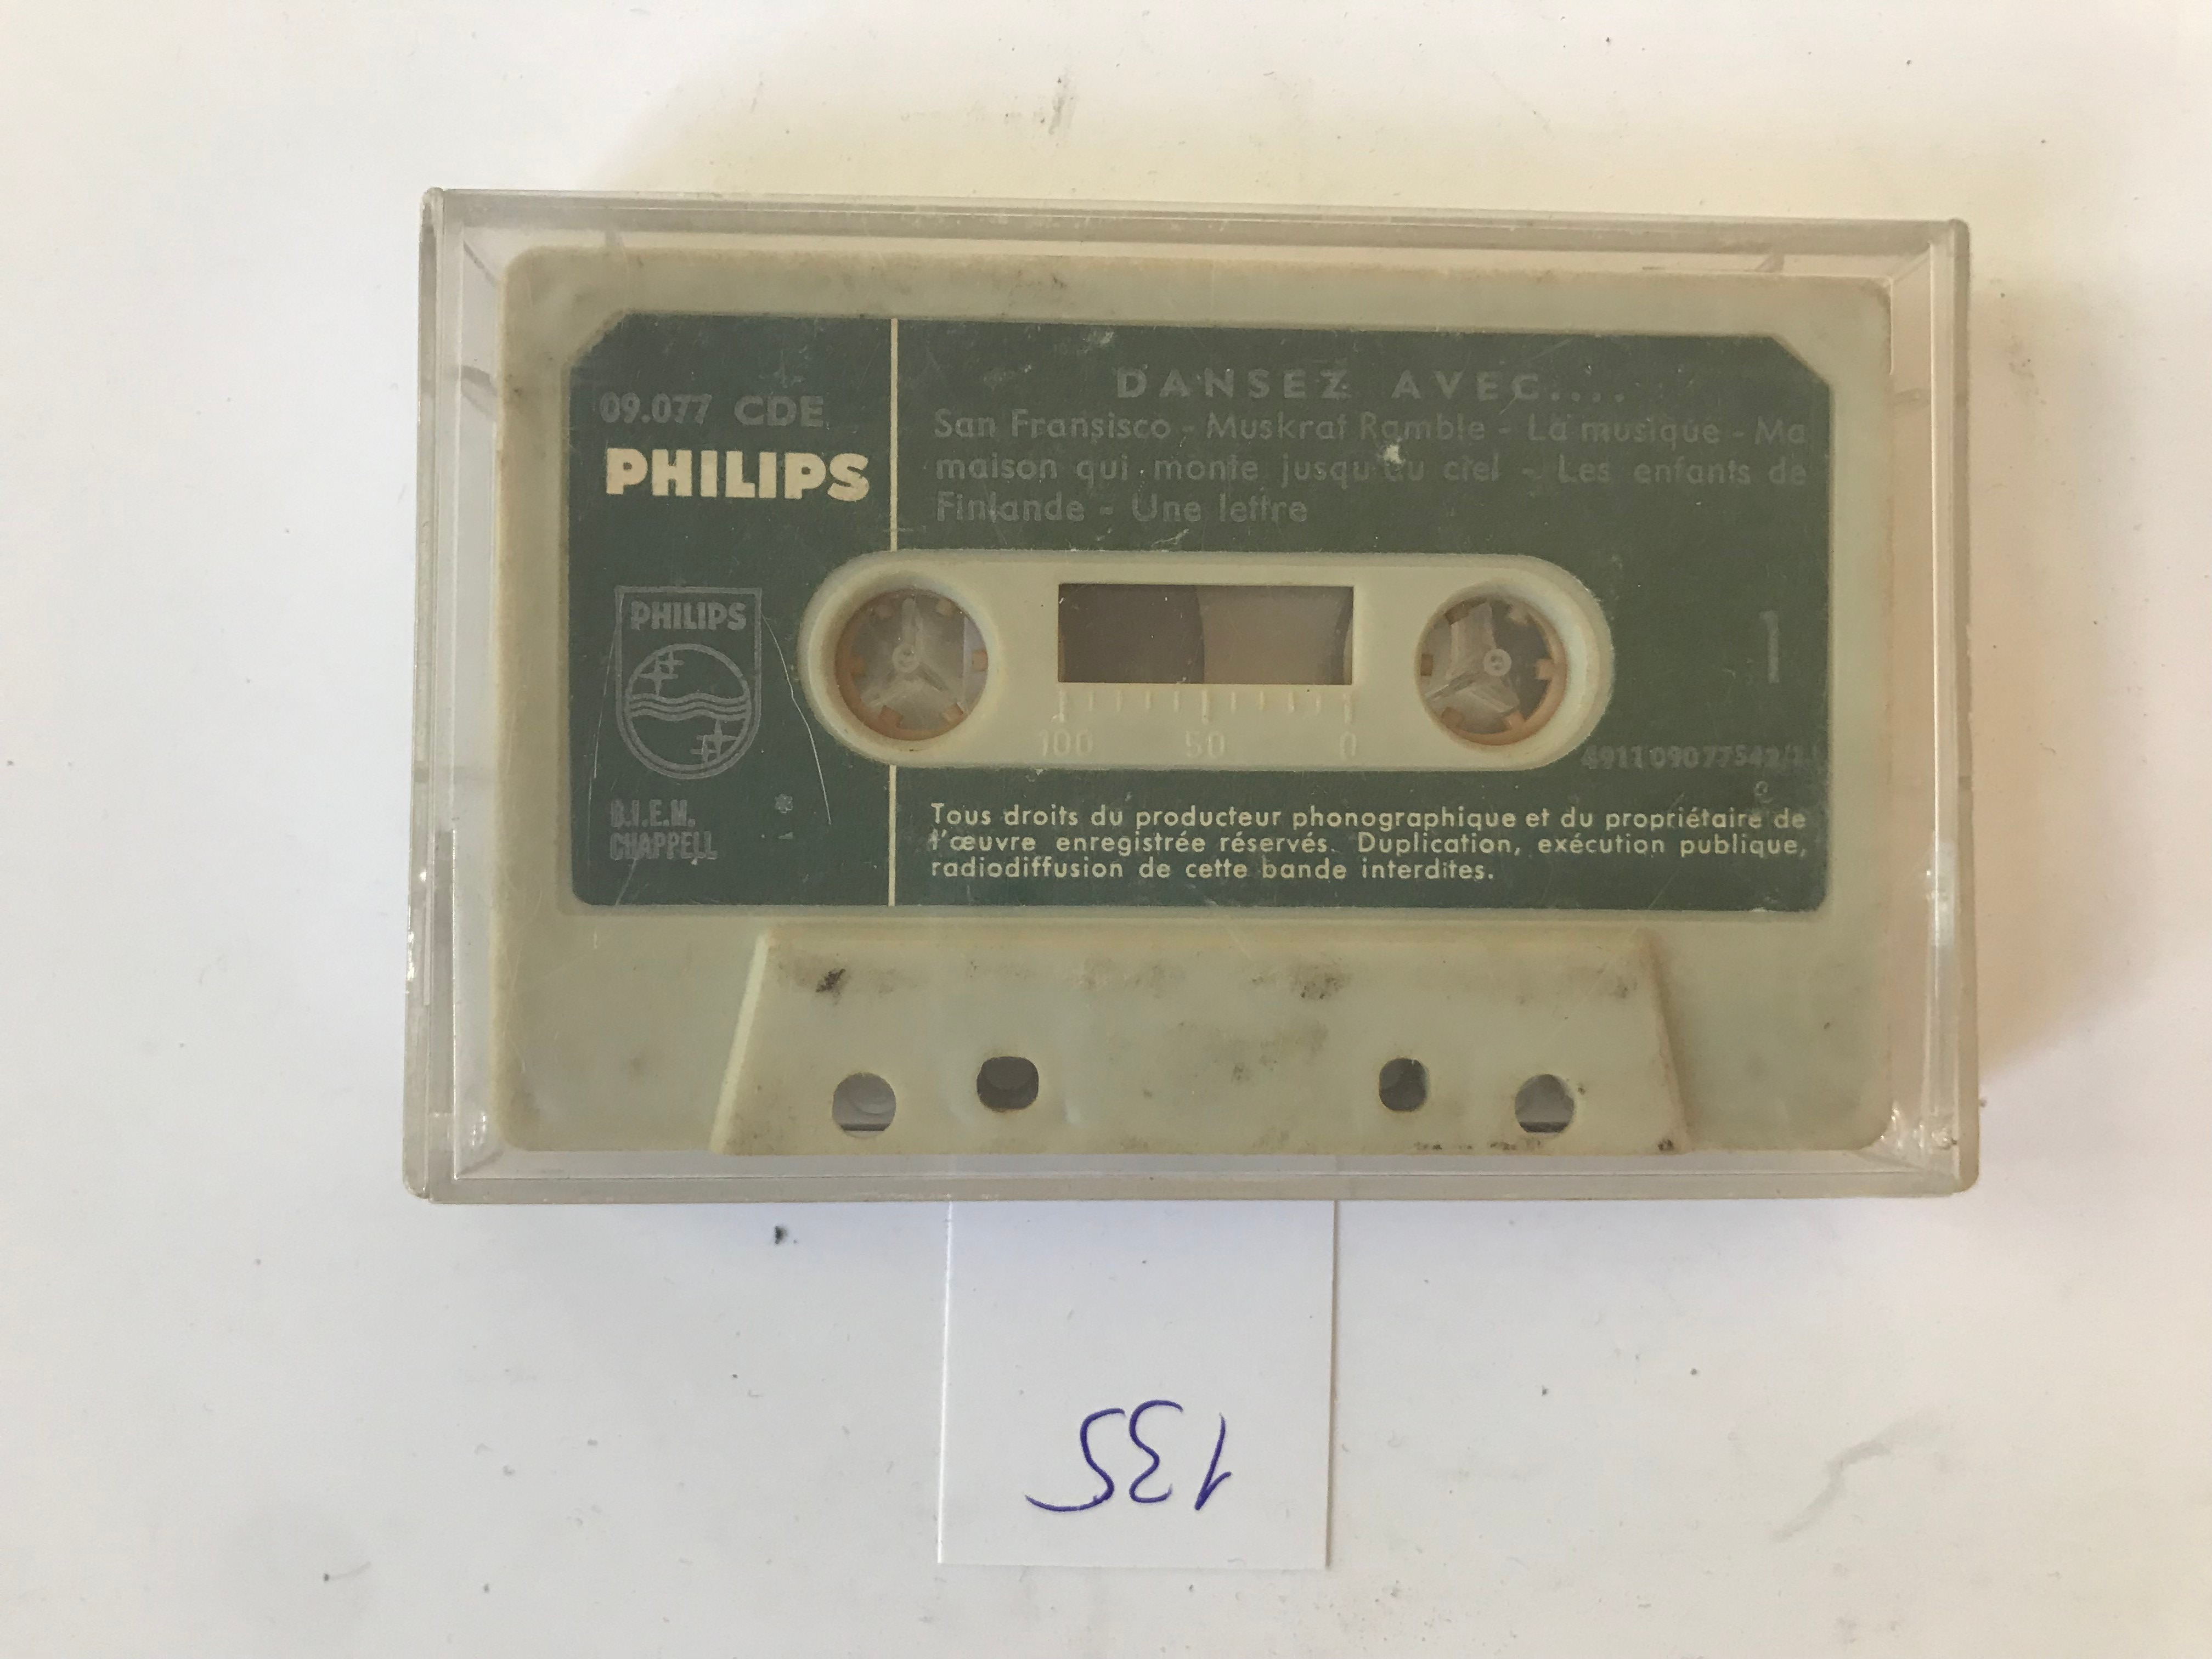 DANSEZ AVEC....
09.077 CDE
PHILIPS
San Fransisco - Muskrat Ramble - La musique - Ma
maison qui monte jusqu'au ciel - Les enfants de
Finlande - Une lettre
PHILIPS
1
100 50 0
B.I.E.M.
CHAPPELL
Tous droits du producteur phonographique et du propriétaire de
l'œuvre enregistrée réservés. Duplication, exécution publique,
radiodiffusion de cette bande interdites.
135